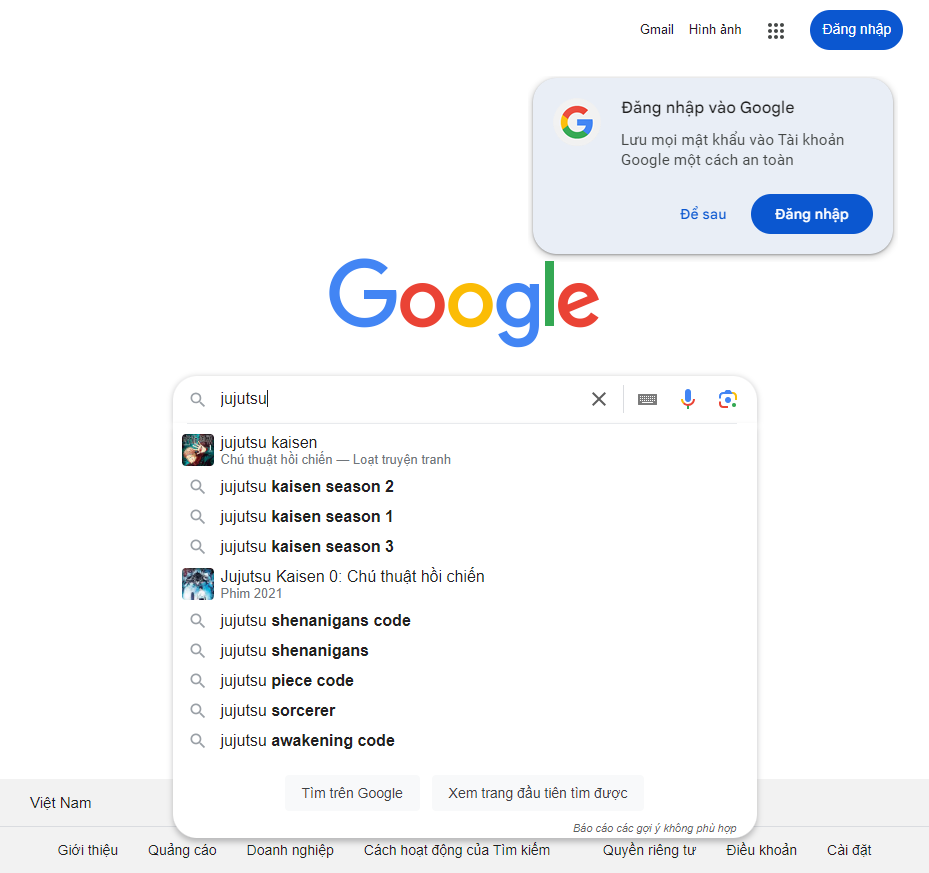 Gmail Hình ảnh Đăng nhập
Đăng nhập vào Google
Lưu mọi mật khẩu vào Tài khoản
Google một cách an toàn
Để sau Đăng nhập
Google
jujutsu
jujutsu kaisen
Chú thuật hồi chiến — Loạt truyện tranh
jujutsu kaisen season 2
jujutsu kaisen season 1
jujutsu kaisen season 3
Jujutsu Kaisen 0: Chú thuật hồi chiến
Phim 2021
jujutsu shenanigans code
jujutsu shenanigans
jujutsu piece code
jujutsu sorcerer
jujutsu awakening code
Tìm trên Google Xem trang đầu tiên tìm được
Việt Nam
Báo cáo các gợi ý không phù hợp
Giới thiệu Quảng cáo Doanh nghiệp Cách hoạt động của Tìm kiếm Quyền riêng tư Điều khoản Cài đặt